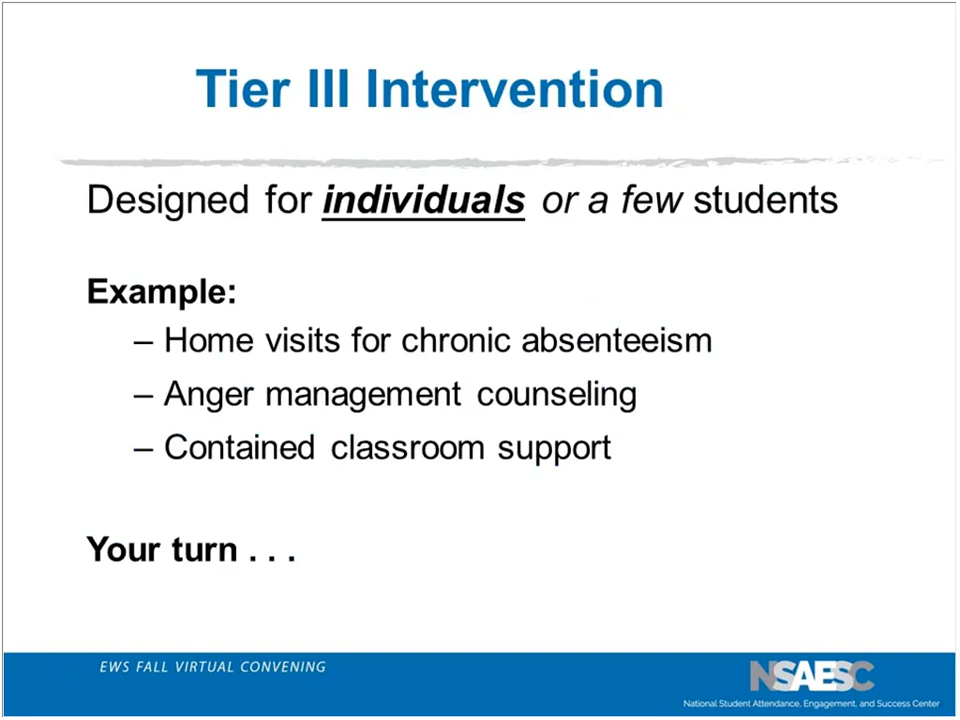 Tier III Intervention
Designed for individuals or a few students
Example:
– Home visits for chronic absenteeism
– Anger management counseling
– Contained classroom support
Your turn . . .
EWS FALL VIRTUAL CONVENING
NSAESC
National Student Attendance, Engagement, and Success Center